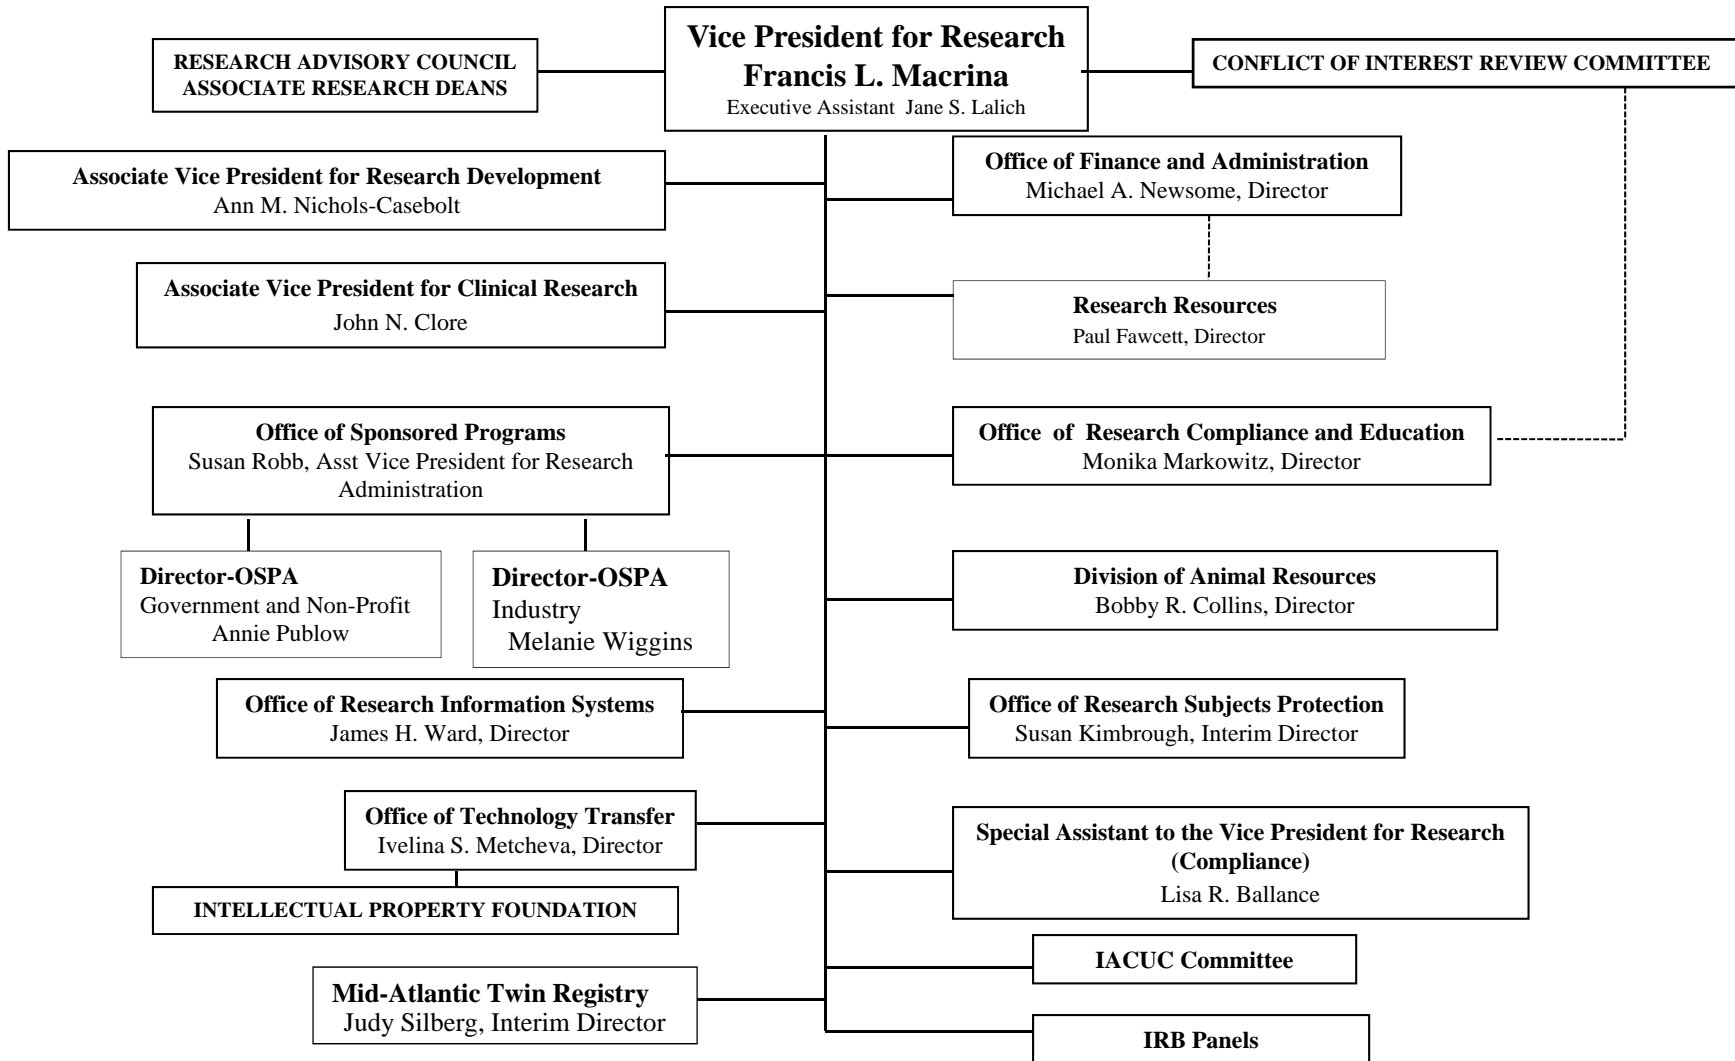 Vice President for Research
Francis L. Macrina
Executive Assistant Jane S. Lalich
RESEARCH ADVISORY COUNCIL
ASSOCIATE RESEARCH DEANS
CONFLICT OF INTEREST REVIEW COMMITTEE
Associate Vice President for Research Development
Ann M. Nichols-Casebolt
Office of Finance and Administration
Michael A. Newsome, Director
Associate Vice President for Clinical Research
John N. Clore
Research Resources
Paul Fawcett, Director
Office of Sponsored Programs
Susan Robb, Asst Vice President for Research
Administration
Office of Research Compliance and Education
Monika Markowitz, Director
Director-OSPA
Government and Non-Profit
Annie Publow
Director-OSPA
Industry
Melanie Wiggins
Division of Animal Resources
Bobby R. Collins, Director
Office of Research Information Systems
James H. Ward, Director
Office of Research Subjects Protection
Susan Kimbrough, Interim Director
Office of Technology Transfer
Ivelina S. Metcheva, Director
INTELLECTUAL PROPERTY FOUNDATION
Special Assistant to the Vice President for Research
(Compliance)
Lisa R. Ballance
Mid-Atlantic Twin Registry
Judy Silberg, Interim Director
IACUC Committee
IRB Panels